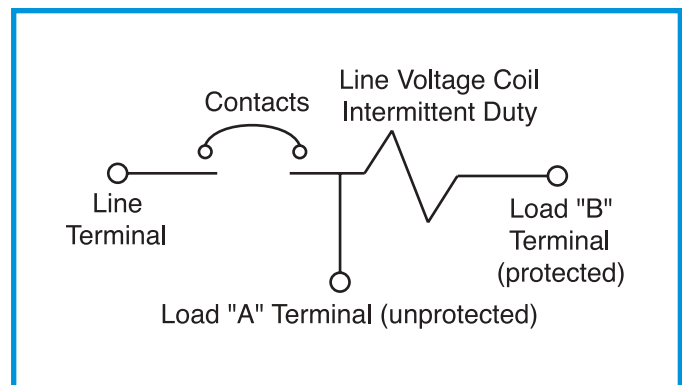 Line Voltage Coil
Intermittent Duty
Contacts
Line
Terminal
Load "B"
Terminal
(protected)
Load "A" Terminal (unprotected)